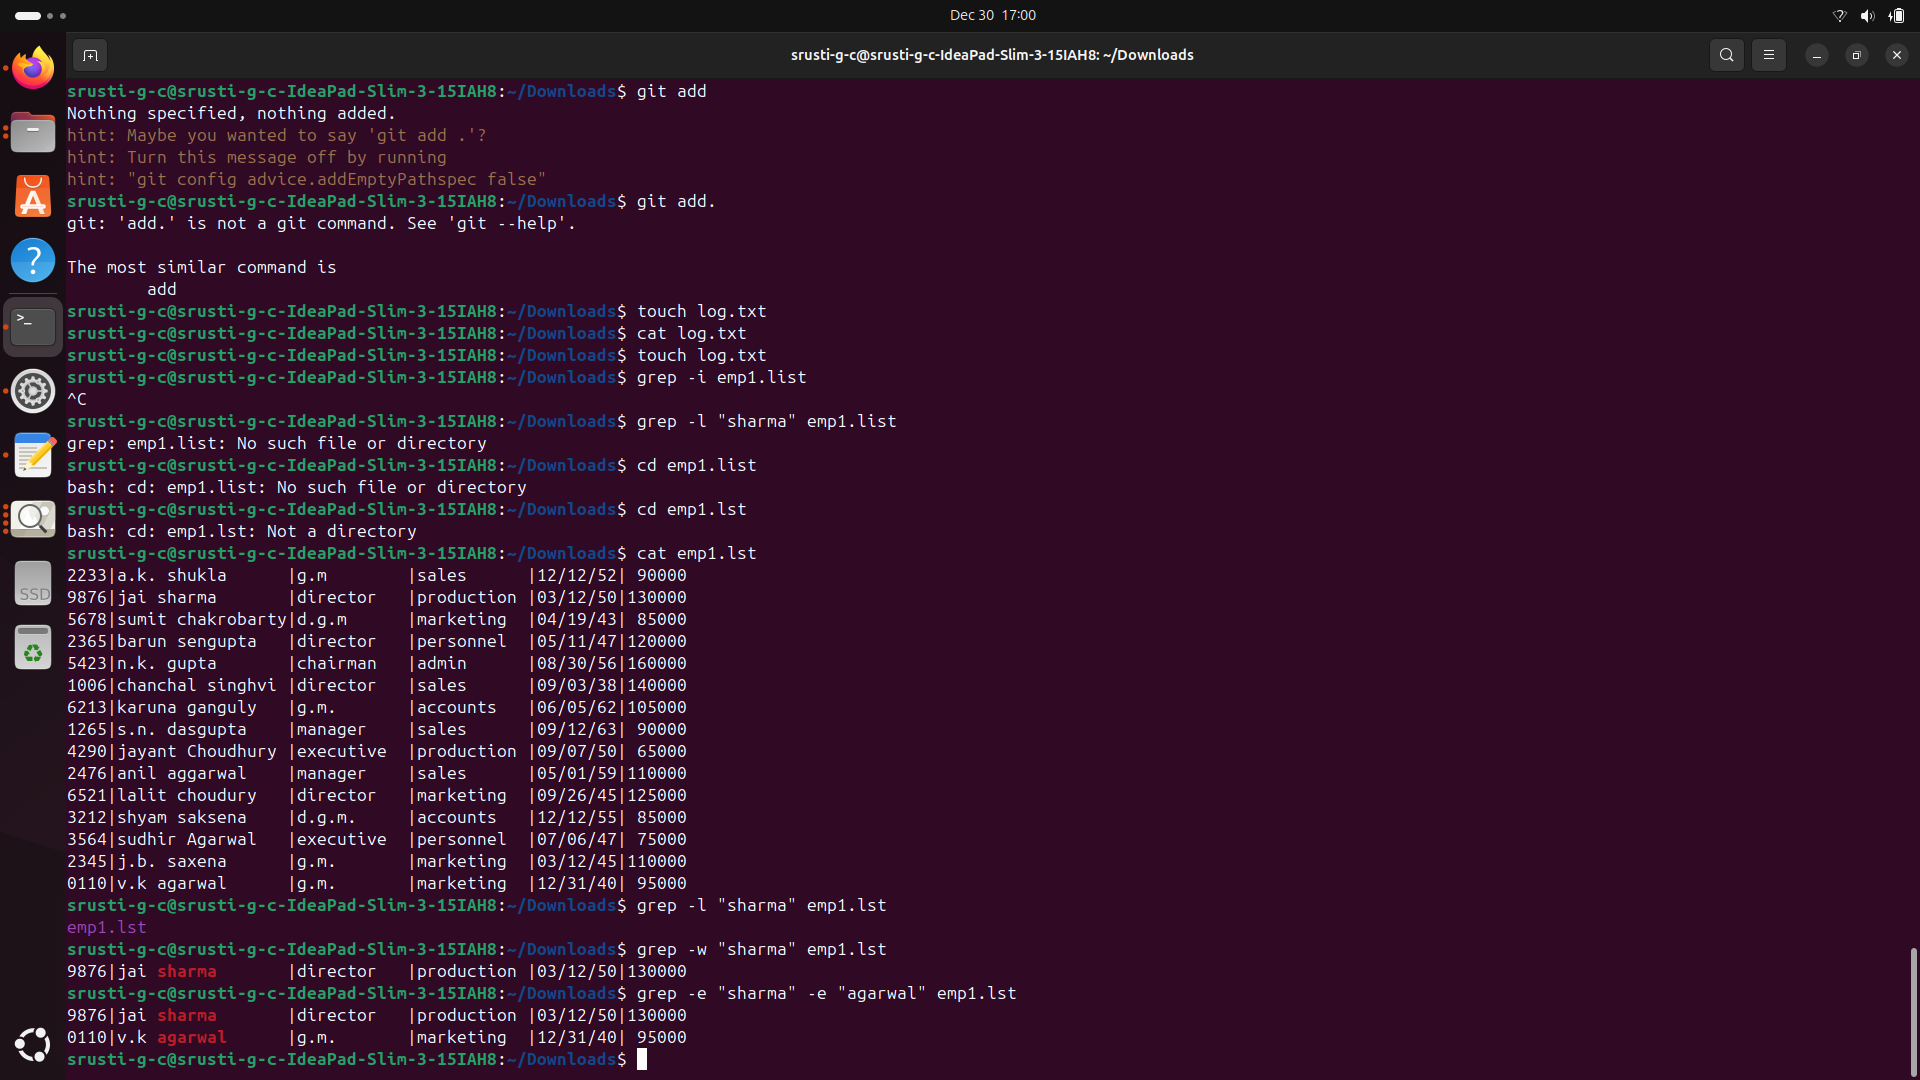 Dec 30 17:00
srusti-g-c@srusti-g-c-IdeaPad-Slim-3-15IAH8: ~/Downloads
srusti-g-c@srusti-g-c-IdeaPad-Slim-3-15IAH8:~/Downloads$ git add
Nothing specified, nothing added.
hint: Maybe you wanted to say 'git add .'?
hint: Turn this message off by running
hint: "git config advice.addEmptyPathspec false"
srusti-g-c@srusti-g-c-IdeaPad-Slim-3-15IAH8:~/Downloads$ git add.
git: 'add.' is not a git command. See 'git --help'.

The most similar command is
        add
srusti-g-c@srusti-g-c-IdeaPad-Slim-3-15IAH8:~/Downloads$ touch log.txt
srusti-g-c@srusti-g-c-IdeaPad-Slim-3-15IAH8:~/Downloads$ cat log.txt
srusti-g-c@srusti-g-c-IdeaPad-Slim-3-15IAH8:~/Downloads$ touch log.txt
srusti-g-c@srusti-g-c-IdeaPad-Slim-3-15IAH8:~/Downloads$ grep -i emp1.list
^C
srusti-g-c@srusti-g-c-IdeaPad-Slim-3-15IAH8:~/Downloads$ grep -l "sharma" emp1.list
grep: emp1.list: No such file or directory
srusti-g-c@srusti-g-c-IdeaPad-Slim-3-15IAH8:~/Downloads$ cd emp1.list
bash: cd: emp1.list: No such file or directory
srusti-g-c@srusti-g-c-IdeaPad-Slim-3-15IAH8:~/Downloads$ cd emp1.lst
bash: cd: emp1.lst: Not a directory
srusti-g-c@srusti-g-c-IdeaPad-Slim-3-15IAH8:~/Downloads$ cat emp1.lst
2233|a.k. shukla      |g.m        |sales      |12/12/52| 90000
9876|jai sharma       |director   |production |03/12/50|130000
5678|sumit chakrobarty|d.g.m      |marketing  |04/19/43| 85000
2365|barun sengupta   |director   |personnel  |05/11/47|120000
5423|n.k. gupta       |chairman   |admin      |08/30/56|160000
1006|chanchal singhvi |director   |sales      |09/03/38|140000
6213|karuna ganguly   |g.m.       |accounts   |06/05/62|105000
1265|s.n. dasgupta    |manager    |sales      |09/12/63| 90000
4290|jayant Choudhury |executive  |production |09/07/50| 65000
2476|anil aggarwal    |manager    |sales      |05/01/59|110000
6521|lalit choudury   |director   |marketing  |09/26/45|125000
3212|shyam saksena    |d.g.m.     |accounts   |12/12/55| 85000
3564|sudhir Agarwal   |executive  |personnel  |07/06/47| 75000
2345|j.b. saxena      |g.m.       |marketing  |03/12/45|110000
0110|v.k agarwal      |g.m.       |marketing  |12/31/40| 95000
srusti-g-c@srusti-g-c-IdeaPad-Slim-3-15IAH8:~/Downloads$ grep -l "sharma" emp1.lst
emp1.lst
srusti-g-c@srusti-g-c-IdeaPad-Slim-3-15IAH8:~/Downloads$ grep -w "sharma" emp1.lst
9876|jai sharma       |director   |production |03/12/50|130000
srusti-g-c@srusti-g-c-IdeaPad-Slim-3-15IAH8:~/Downloads$ grep -e "sharma" -e "agarwal" emp1.lst
9876|jai sharma       |director   |production |03/12/50|130000
0110|v.k agarwal      |g.m.       |marketing  |12/31/40| 95000
srusti-g-c@srusti-g-c-IdeaPad-Slim-3-15IAH8:~/Downloads$
SSD